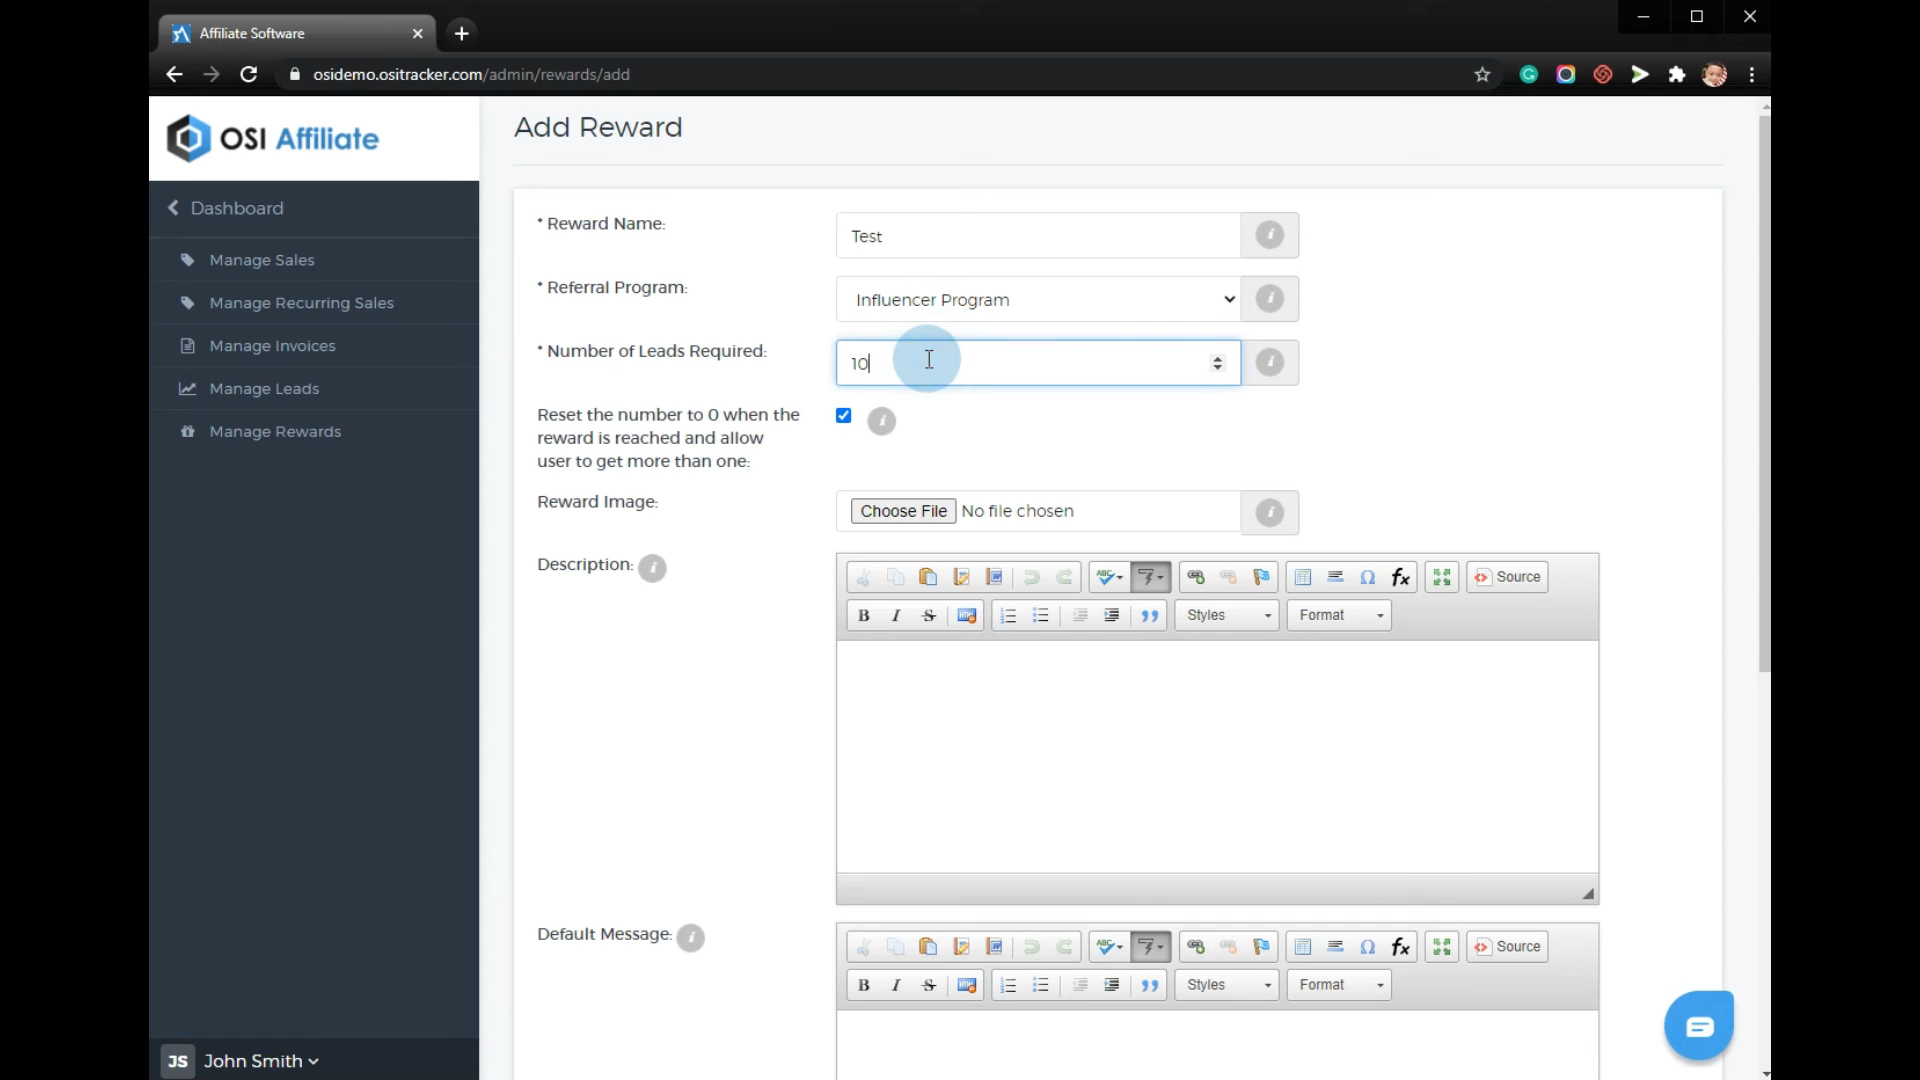 Affiliate Software
osidemo.ositracker.com/admin/rewards/add
OSI Affiliate
Dashboard
Manage Sales
Manage Recurring Sales
Manage Invoices
Manage Leads
Manage Rewards
JS John Smith
Add Reward
* Reward Name:
Test
* Referral Program:
Influencer Program
* Number of Leads Required:
10
Reset the number to 0 when the
reward is reached and allow
user to get more than one:
Reward Image:
Choose File No file chosen
Description:
ABC Source
B I S Styles Format
Default Message:
ABC Source
B I S Styles Format